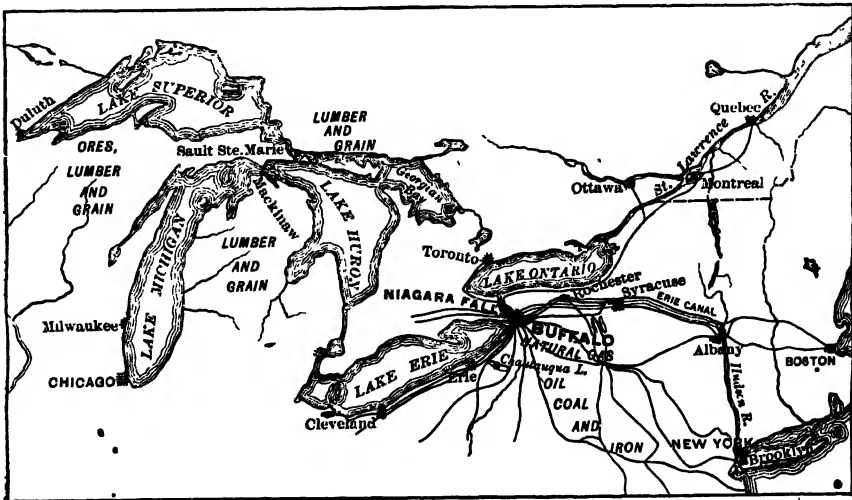 Duluth
LAKE SUPERIOR
ORES,
LUMBER
AND
GRAIN
Sault Ste. Marie
LUMBER
AND
GRAIN
Georgian
Bay
Mackinaw
LAKE HURON
LUMBER
AND
GRAIN
LAKE MICHIGAN
Milwaukee
CHICAGO
Quebec
St. Lawrence R.
Ottawa
Montreal
Toronto
LAKE ONTARIO
NIAGARA FALL
Rochester
Syracuse
ERIE CANAL
BUFFALO
NATURAL GAS
Albany
BOSTON
LAKE ERIE
Erie
Chautauqua L.
OIL
COAL
AND
IRON
Hudson R.
Cleveland
NEW YORK
Brooklyn